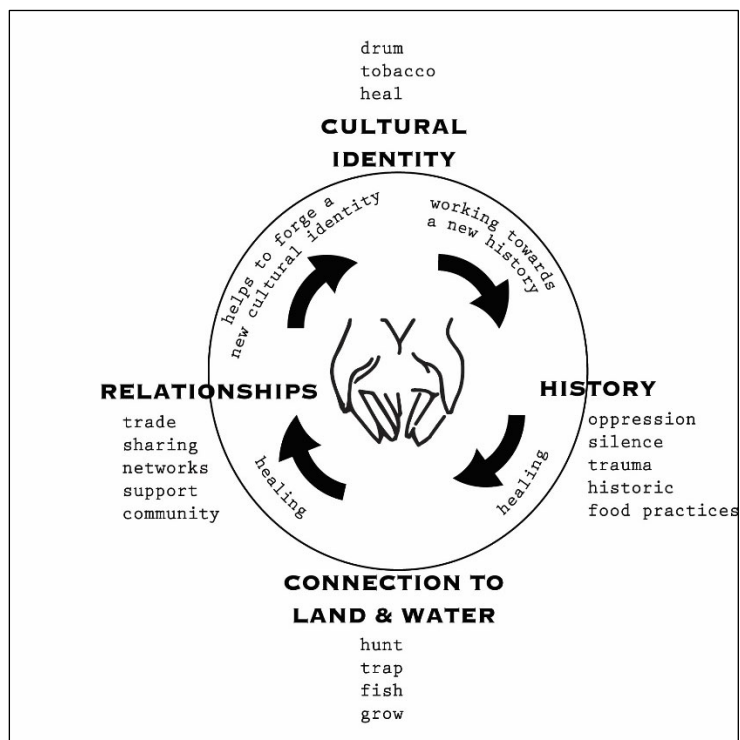 drum
tobacco
heal
CULTURAL
IDENTITY
helps to forge a
new cultural identity
working towards
a new history
RELATIONSHIPS
trade
sharing
networks
support
community
HISTORY
oppression
silence
trauma
historic
food practices
healing
healing
CONNECTION TO
LAND & WATER
hunt
trap
fish
grow